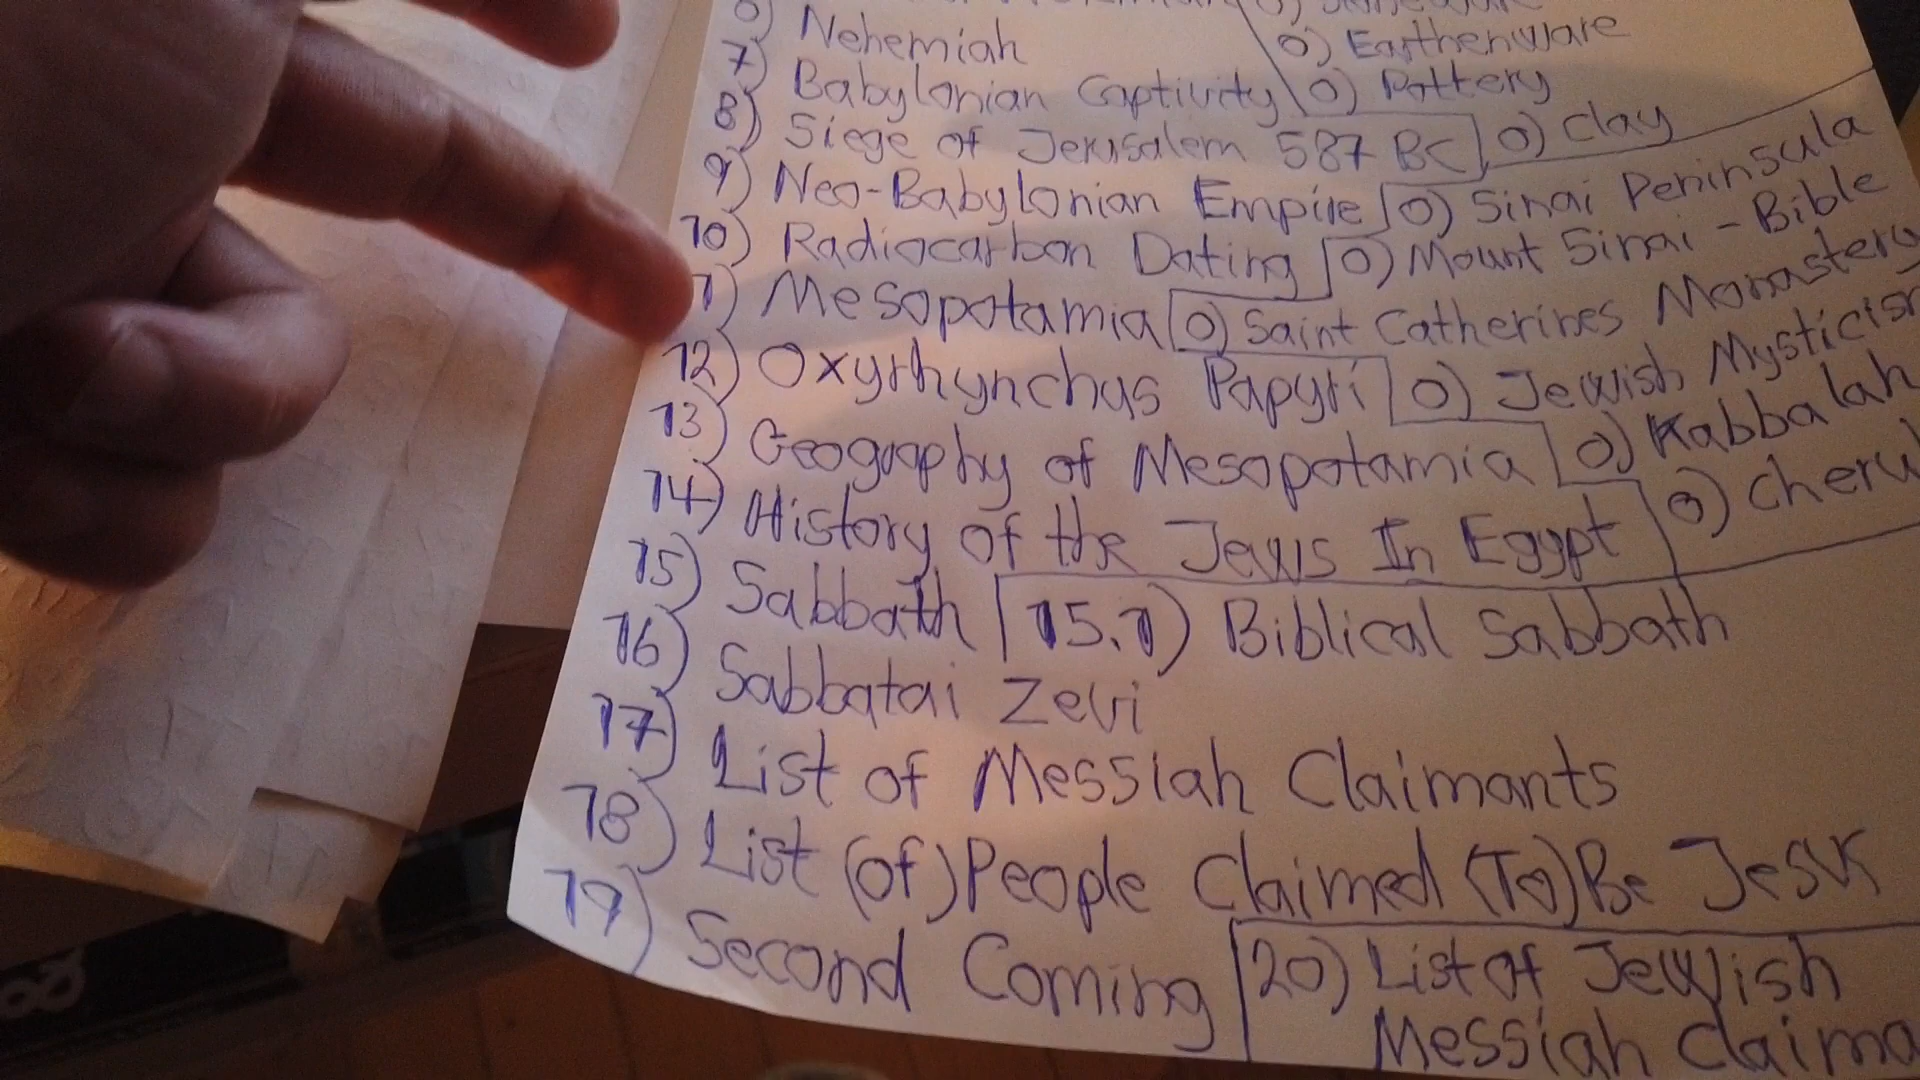 Nehemiah 0) Earthenware
7) Babylonian Captivity 0) Pottery
8) Siege of Jerusalem 587 BC 0) Clay
9) Neo-Babylonian Empire 0) Sinai Peninsula
10) Radiocarbon Dating 0) Mount Sinai - Bible
Mesopotamia 0) Saint Catherines Monastery
12) Oxyrhynchus Papyri 0) Jewish Mysticism
13) Geography of Mesopotamia 0) Kabbalah
14) History of the Jews In Egypt 0)
15) Sabbath 15.1) Biblical Sabbath
16) Sabbatai Zevi
17) List of Messiah Claimants
18) List (of) People Claimed (To) Be Jesus
19) Second Coming 20) List of Jewish
Messiah